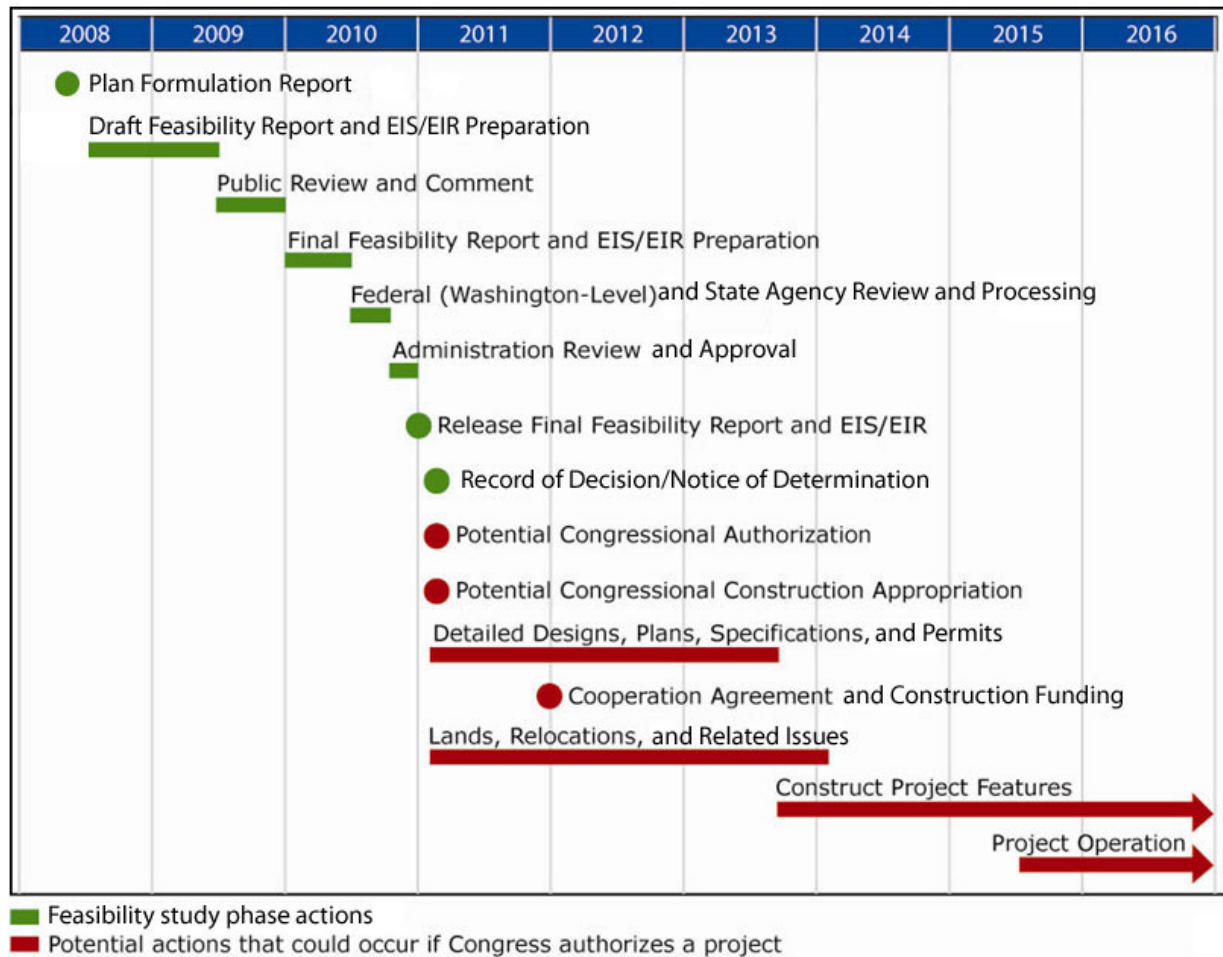 2008 2009 2010 2011 2012 2013 2014 2015 2016
Plan Formulation Report
Draft Feasibility Report and EIS/EIR Preparation
Public Review and Comment
Final Feasibility Report and EIS/EIR Preparation
Federal (Washington-Level) and State Agency Review and Processing
Administration Review and Approval
Release Final Feasibility Report and EIS/EIR
Record of Decision/Notice of Determination
Potential Congressional Authorization
Potential Congressional Construction Appropriation
Detailed Designs, Plans, Specifications, and Permits
Cooperation Agreement and Construction Funding
Lands, Relocations, and Related Issues
Construct Project Features
Project Operation
Feasibility study phase actions
Potential actions that could occur if Congress authorizes a project